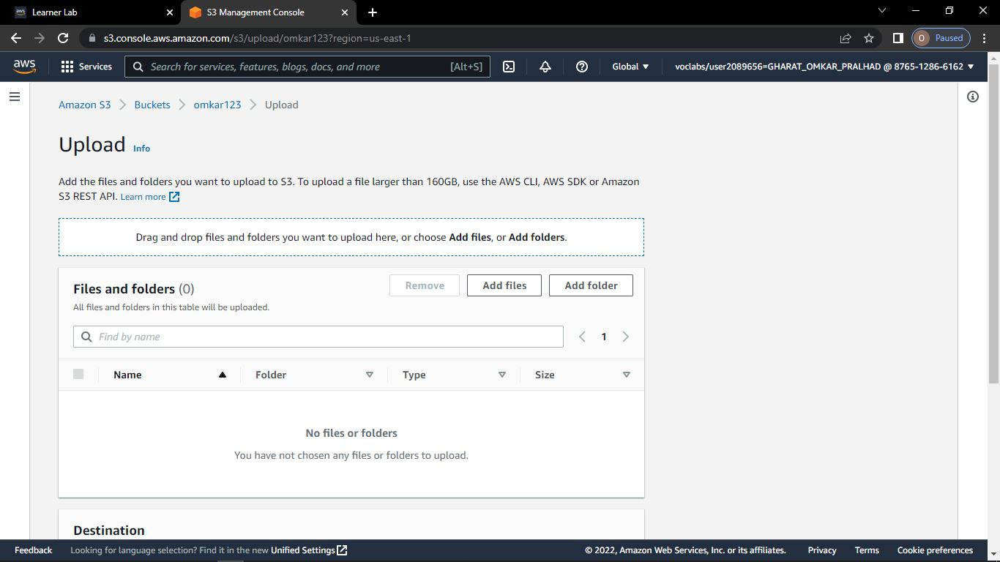 Learner Lab
S3 Management Console
s3.console.aws.amazon.com/s3/upload/omkar123?region=us-east-1
O Paused
aws
Services
Search for services, features, blogs, docs, and more [Alt+S]
Global
voclabs/user2089656=GHARAT_OMKAR_PRALHAD @ 8765-1286-6162
Amazon S3 > Buckets > omkar123 > Upload
Upload Info
Add the files and folders you want to upload to S3. To upload a file larger than 160GB, use the AWS CLI, AWS SDK or Amazon
S3 REST API. Learn more
Drag and drop files and folders you want to upload here, or choose Add files, or Add folders.
Files and folders (0)
Remove Add files Add folder
All files and folders in this table will be uploaded.
Find by name
1
Name Folder Type Size
No files or folders
You have not chosen any files or folders to upload.
Destination
Feedback Looking for language selection? Find it in the new Unified Settings
© 2022, Amazon Web Services, Inc. or its affiliates. Privacy Terms Cookie preferences